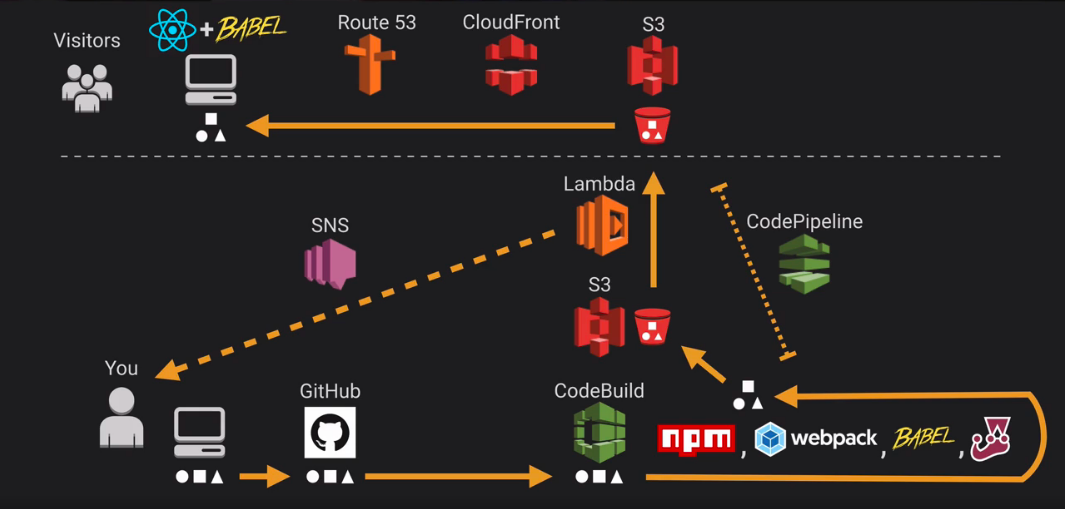 Visitors
+ BABEL
Route 53
CloudFront
S3
Lambda
SNS
CodePipeline
S3
You
GitHub
CodeBuild
npm, webpack, BABEL,